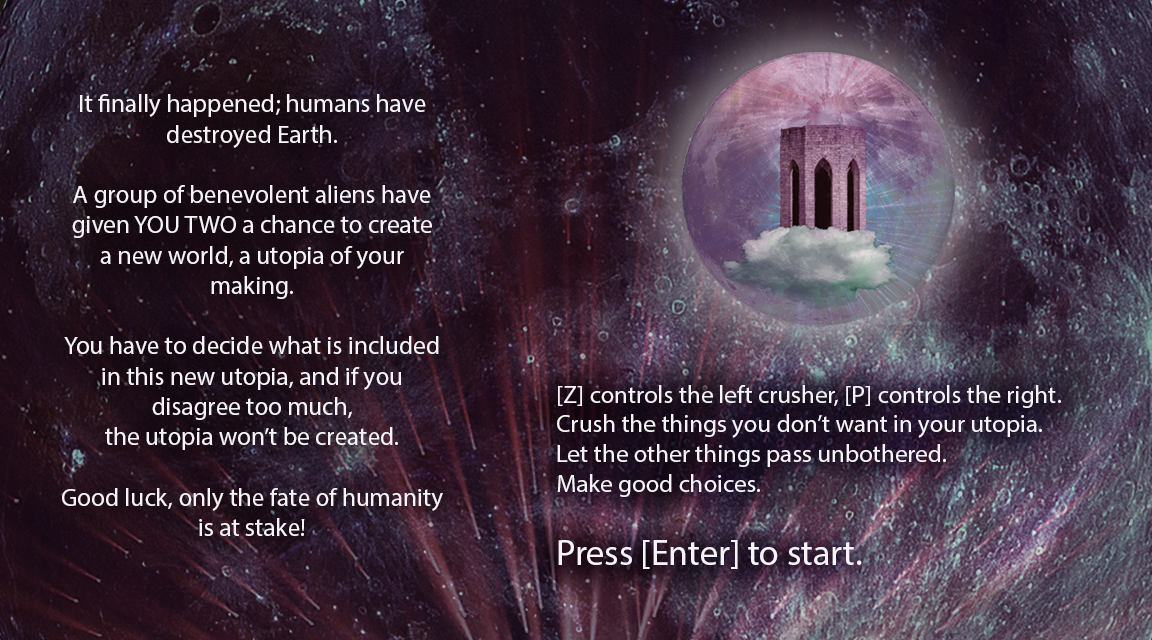 It finally happened; humans have
destroyed Earth.
A group of benevolent aliens have
given YOU TWO a chance to create
a new world, a utopia of your
making.
You have to decide what is included
in this new utopia, and if you
disagree too much,
the utopia won’t be created.
Good luck, only the fate of humanity
is at stake!
[Z] controls the left crusher, [P] controls the right.
Crush the things you don’t want in your utopia.
Let the other things pass unbothered.
Make good choices.
Press [Enter] to start.